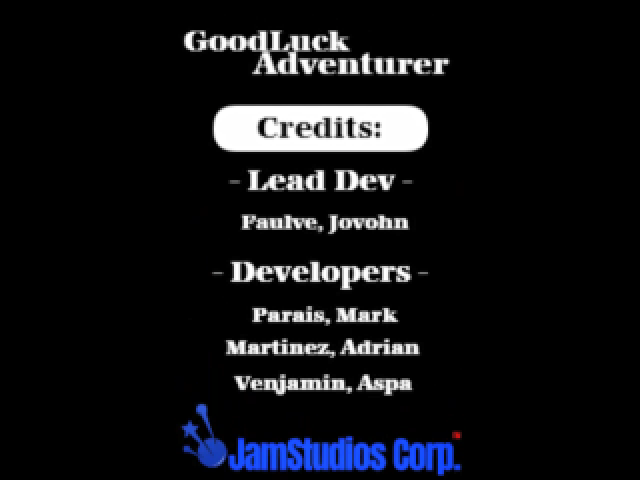 GoodLuck
Adventurer
Credits:
- Lead Dev -
Faulve, Jovohn
- Developers -
Parais, Mark
Martinez, Adrian
Venjamin, Aspa
JamStudios Corp.